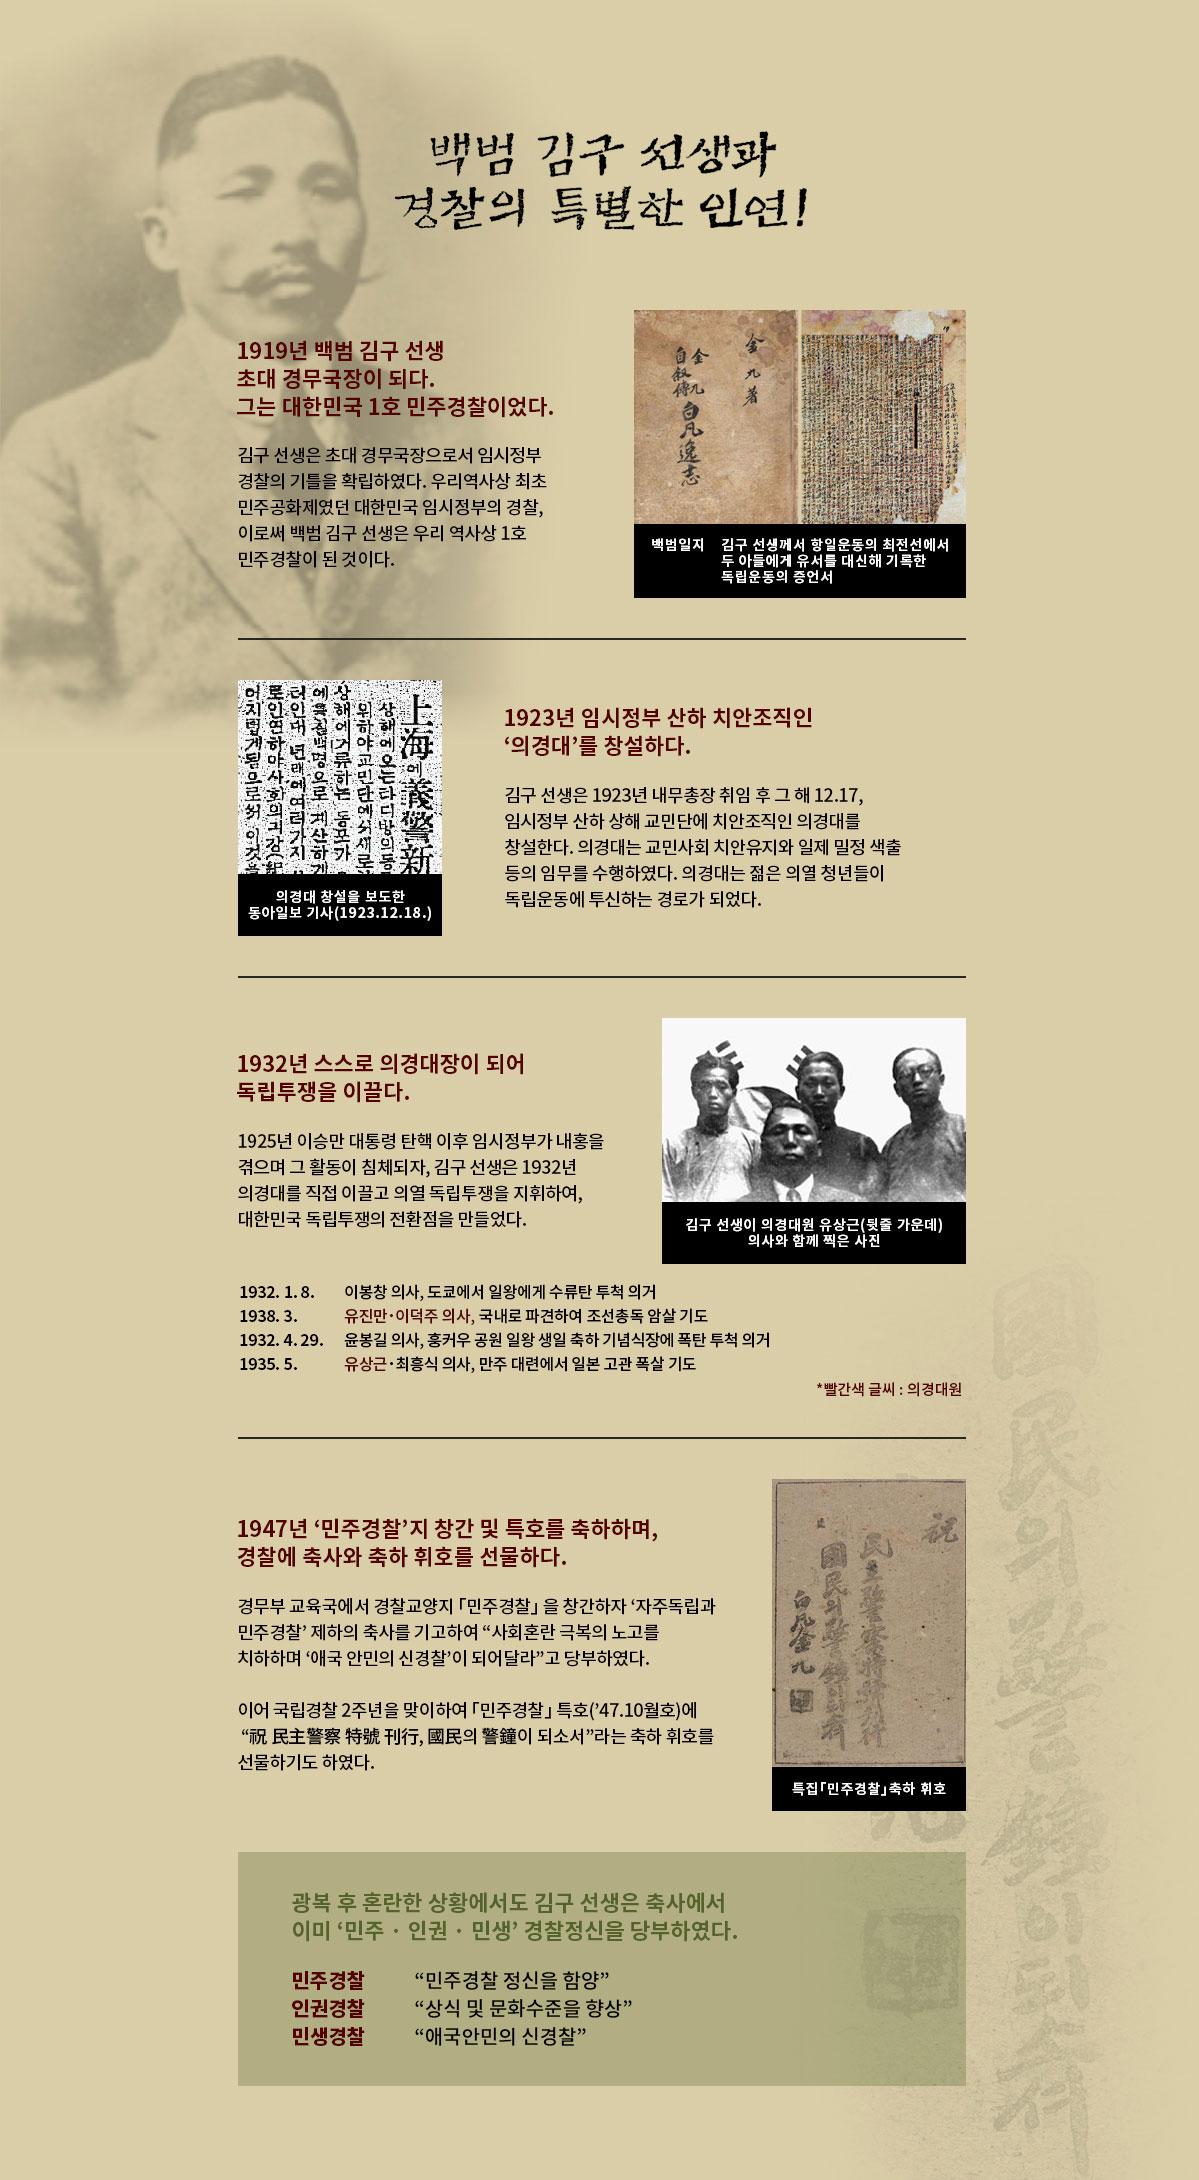 백범 김구 선생과
경찰의 특별한 인연!
1919년 백범 김구 선생
초대 경무국장이 되다.
그는 대한민국 1호 민주경찰이었다.
김구 선생은 초대 경무국장으로서 임시정부
경찰의 기틀을 확립하였다. 우리역사상 최초
민주공화제였던 대한민국 임시정부의 경찰,
이로써 백범 김구 선생은 우리 역사상 1호
민주경찰이 된 것이다.
金九著
金九
自叙傳
白凡逸志
백범일지 김구 선생께서 항일운동의 최전선에서
두 아들에게 유서를 대신해 기록한
독립운동의 증언서
上海에義警新
의경대 창설을 보도한
동아일보 기사(1923.12.18.)
1923년 임시정부 산하 치안조직인
‘의경대’를 창설하다.
김구 선생은 1923년 내무총장 취임 후 그 해 12.17,
임시정부 산하 상해 교민단에 치안조직인 의경대를
창설한다. 의경대는 교민사회 치안유지와 일제 밀정 색출
등의 임무를 수행하였다. 의경대는 젊은 의열 청년들이
독립운동에 투신하는 경로가 되었다.
1932년 스스로 의경대장이 되어
독립투쟁을 이끌다.
1925년 이승만 대통령 탄핵 이후 임시정부가 내홍을
겪으며 그 활동이 침체되자, 김구 선생은 1932년
의경대를 직접 이끌고 의열 독립투쟁을 지휘하여,
대한민국 독립투쟁의 전환점을 만들었다.
김구 선생이 의경대원 유상근(뒷줄 가운데)
의사와 함께 찍은 사진
1932. 1. 8. 이봉창 의사, 도쿄에서 일왕에게 수류탄 투척 의거
1938. 3. 유진만·이덕주 의사, 국내로 파견하여 조선총독 암살 기도
1932. 4. 29. 윤봉길 의사, 홍커우 공원 일왕 생일 축하 기념식장에 폭탄 투척 의거
1935. 5. 유상근·최흥식 의사, 만주 대련에서 일본 고관 폭살 기도
*빨간색 글씨 : 의경대원
1947년 ‘민주경찰’지 창간 및 특호를 축하하며,
경찰에 축사와 축하 휘호를 선물하다.
경무부 교육국에서 경찰교양지 「민주경찰」 을 창간하자 ‘자주독립과
민주경찰’ 제하의 축사를 기고하여 “사회혼란 극복의 노고를
치하하며 ‘애국 안민의 신경찰’이 되어달라”고 당부하였다.
이어 국립경찰 2주년을 맞이하여 「민주경찰」 특호(’47.10월호)에
“祝 民主警察 特號 刊行, 國民의 警鐘이 되소서”라는 축하 휘호를
선물하기도 하였다.
祝
民主警察特號刊行
國民의警鐘이되소서
白凡金九
특집「민주경찰」축하 휘호
國民의警鐘이되소서
광복 후 혼란한 상황에서도 김구 선생은 축사에서
이미 ‘민주 · 인권 · 민생’ 경찰정신을 당부하였다.
민주경찰 “민주경찰 정신을 함양”
인권경찰 “상식 및 문화수준을 향상”
민생경찰 “애국안민의 신경찰”